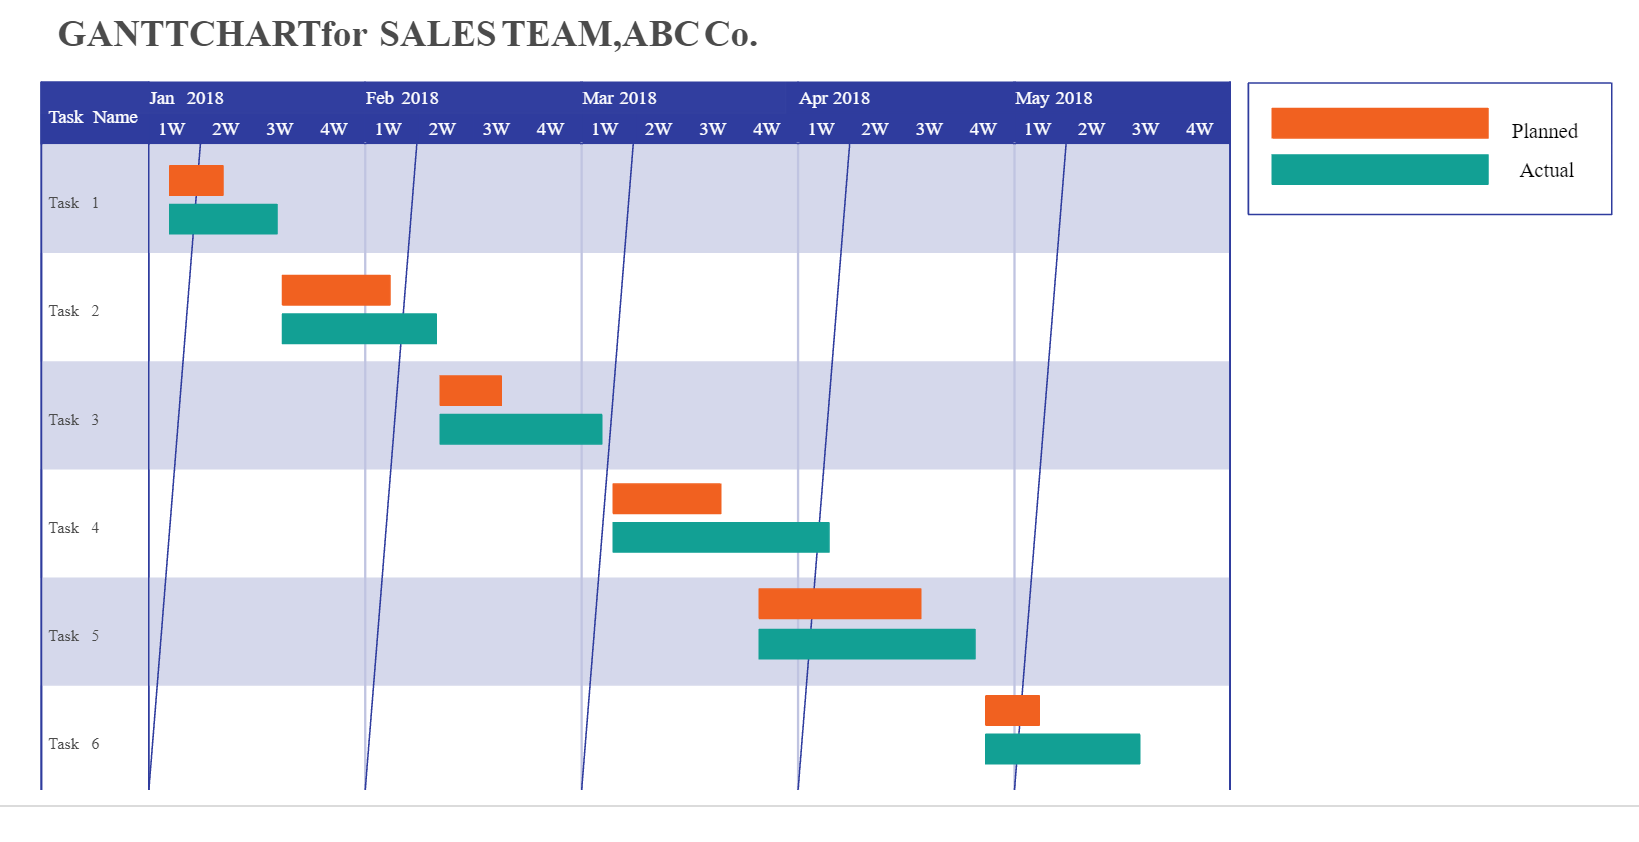 GANTTCHARTfor SALES TEAM,ABC Co.
Jan 2018 Feb 2018 Mar 2018 Apr 2018 May 2018
Task Name
1W 2W 3W 4W 1W 2W 3W 4W 1W 2W 3W 4W 1W 2W 3W 4W 1W 2W 3W 4W
Planned
Actual
Task 1
Task 2
Task 3
Task 4
Task 5
Task 6